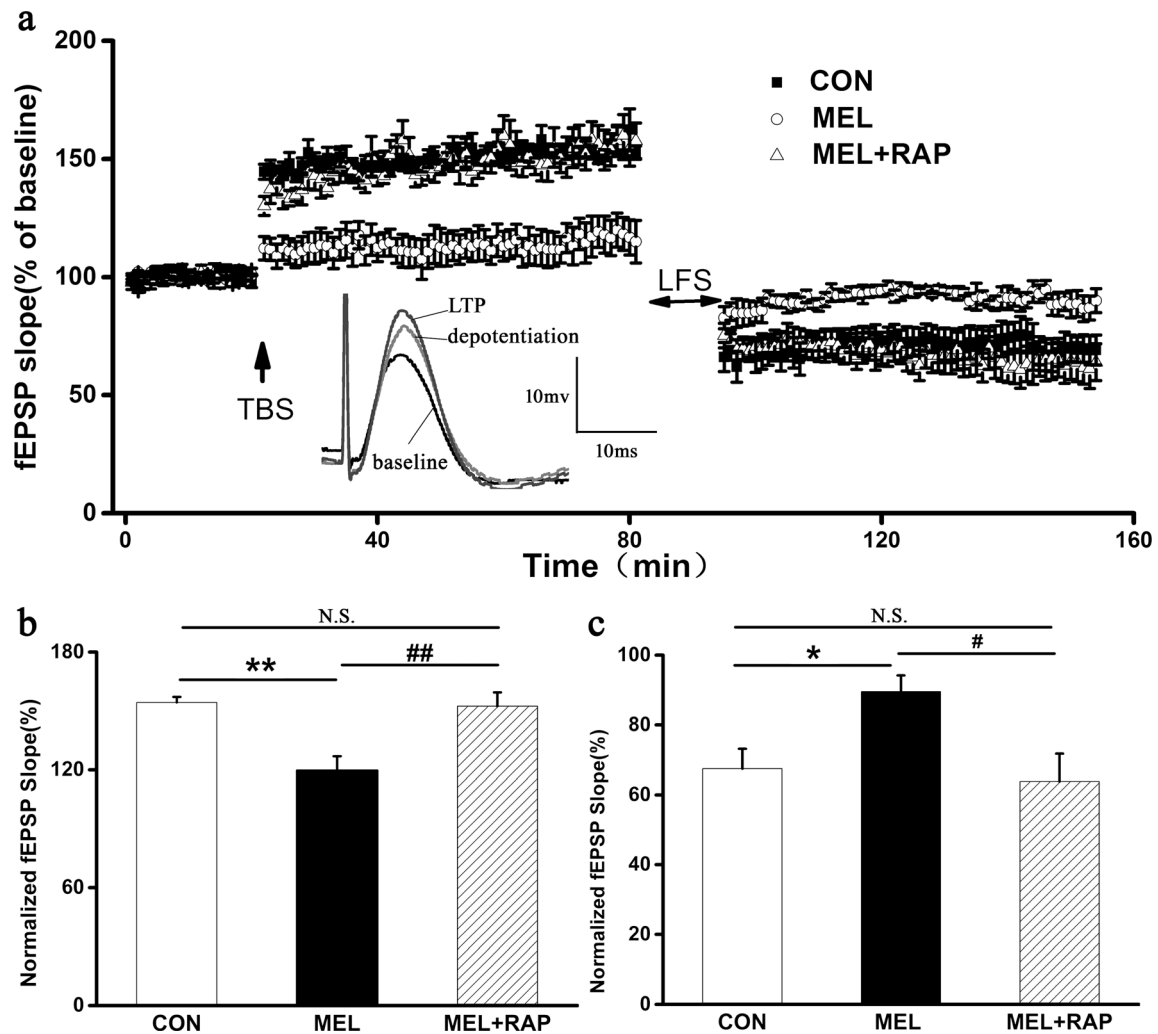 a
fEPSP slope(% of baseline)
200
150
100
50
0
CON
MEL
MEL+RAP
TBS
LFS
LTP
depotentiation
baseline
10mv
10ms
0
40
80
120
160
Time（min）
b
Normalized fEPSP Slope(%)
180
120
60
0
N.S.
**
##
CON
MEL
MEL+RAP
c
Normalized fEPSP Slope(%)
100
80
60
40
20
0
N.S.
*
#
CON
MEL
MEL+RAP